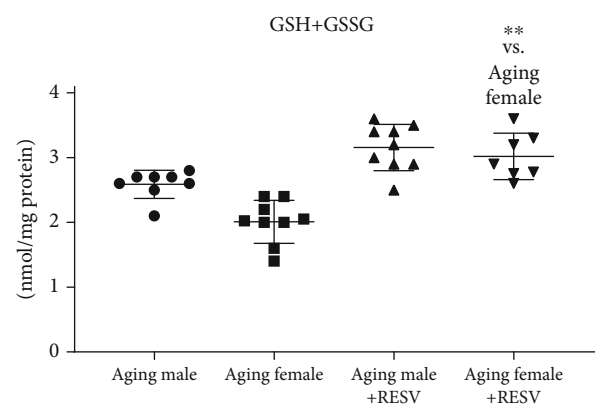 GSH+GSSG
**
vs.
Aging
female
(nmol/mg protein)
4
3
2
1
0
Aging male
Aging female
Aging male
+RESV
Aging female
+RESV